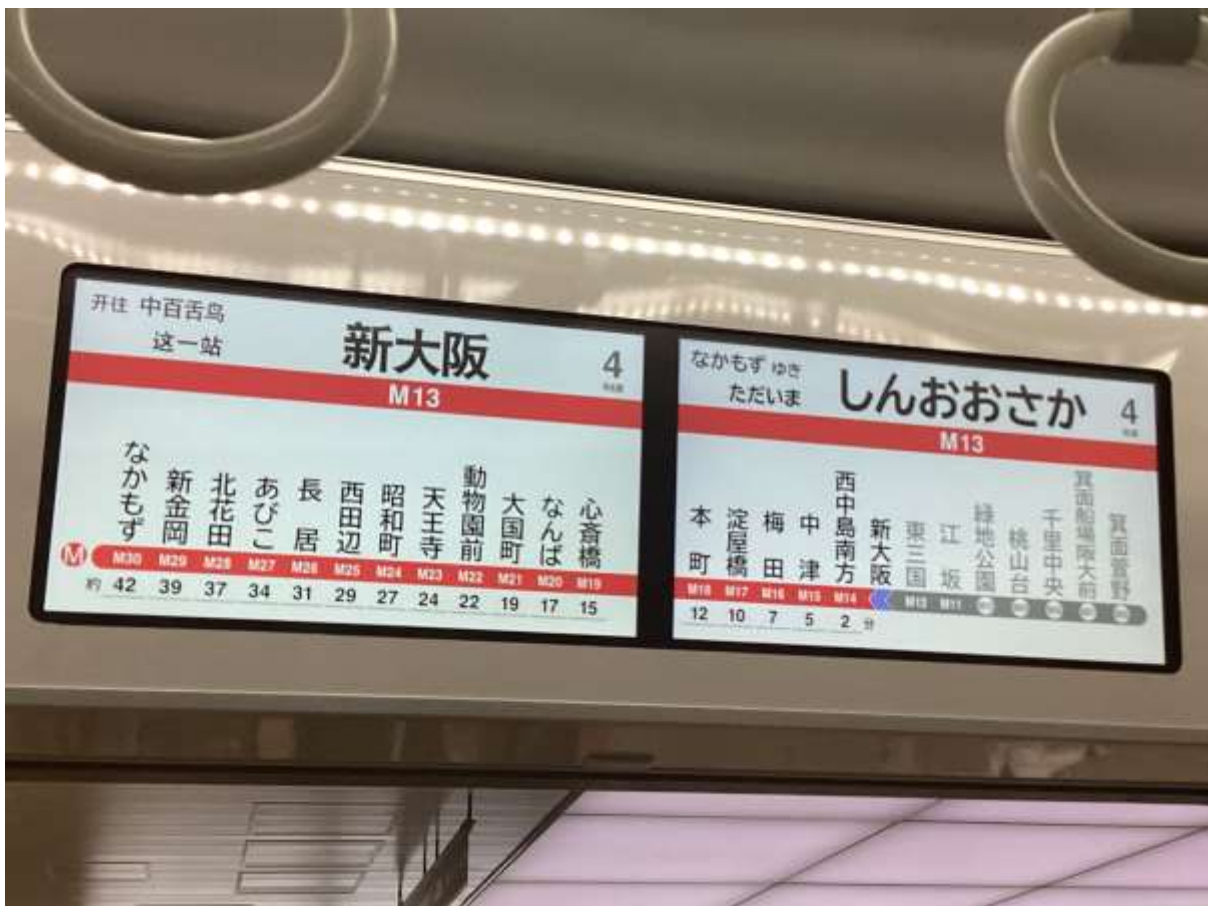 开往 中百舌鸟
这一站
新大阪
4
M13
なかもず
新金岡
北花田
あびこ
長居
西田辺
昭和町
天王寺
動物園前
大国町
なんば
心斎橋
M M30 M29 M28 M27 M26 M25 M24 M23 M22 M21 M20 M19
約 42 39 37 34 31 29 27 24 22 19 17 15
なかもず ゆき
ただいま
しんおおさか
4
M13
本町
淀屋橋
梅田
中津
西中島南方
新大阪
東三国
江坂
緑地公園
桃山台
千里中央
箕面船場阪大前
箕面萱野
M18 M17 M16 M15 M14 M12 M11
12 10 7 5 2 分